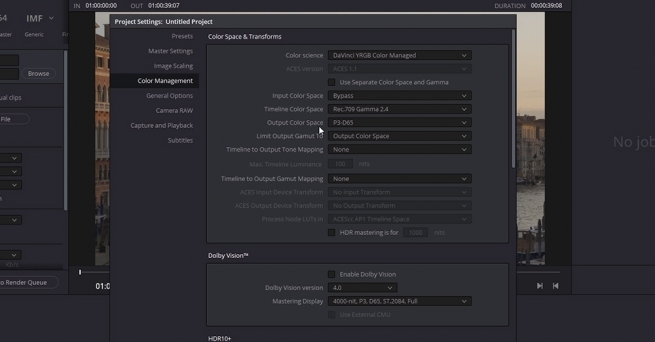 IN 01:00:00:00 OUT 01:00:39:07 DURATION 00:00:39:08
64 IMF
aster Generic
Browse
ual clips
File
o Render Queue
01:0
No job
Project Settings: Untitled Project
Presets
Master Settings
Image Scaling
Color Management
General Options
Camera RAW
Capture and Playback
Subtitles
Color Space & Transforms
Color science DaVinci YRGB Color Managed
ACES version ACES 1.1
Use Separate Color Space and Gamma
Input Color Space Bypass
Timeline Color Space Rec.709 Gamma 2.4
Output Color Space P3-D65
Limit Output Gamut To Output Color Space
Timeline to Output Tone Mapping None
Max. Timeline Luminance 100 nits
Timeline to Output Gamut Mapping None
ACES Input Device Transform No Input Transform
ACES Output Device Transform No Output Transform
Process Node LUTs in ACEScc AP1 Timeline Space
HDR mastering is for 1000 nits
Dolby Vision™
Enable Dolby Vision
Dolby Vision version 4.0
Mastering Display 4000-nit, P3, D65, ST.2084, Full
Use External CMU
HDR10+